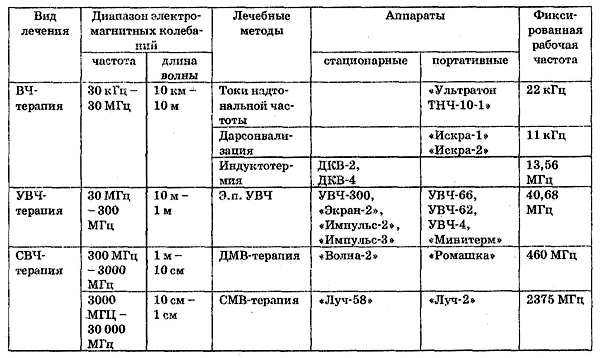 Вид лечения
Диапазон электромагнитных колебаний
Лечебные методы
Аппараты
Фиксированная рабочая частота
частота
длина волны
стационарные
портативные
ВЧ-терапия
30 кГц – 30 МГц
10 км – 10 м
Токи надтональной частоты
«Ультратон ТНЧ-10-1»
22 кГц
Дарсонвализация
«Искра-1» «Искра-2»
11 кГц
Индуктотермия
ДКВ-2, ДКВ-4
13,56 МГц
УВЧ-терапия
30 МГц – 300 МГц
10 м – 1 м
Э.п. УВЧ
УВЧ-300, «Экран-2», «Импульс-2», «Импульс-3»
УВЧ-66, УВЧ-62, УВЧ-4, «Минитерм»
40,68 МГц
СВЧ-терапия
300 МГц – 3000 МГц
1 м – 10 см
ДМВ-терапия
«Волна-2»
«Ромашка»
460 МГц
3000 МГЦ – 30 000 МГц
10 см – 1 см
СМВ-терапия
«Луч-58»
«Луч-2»
2375 МГц